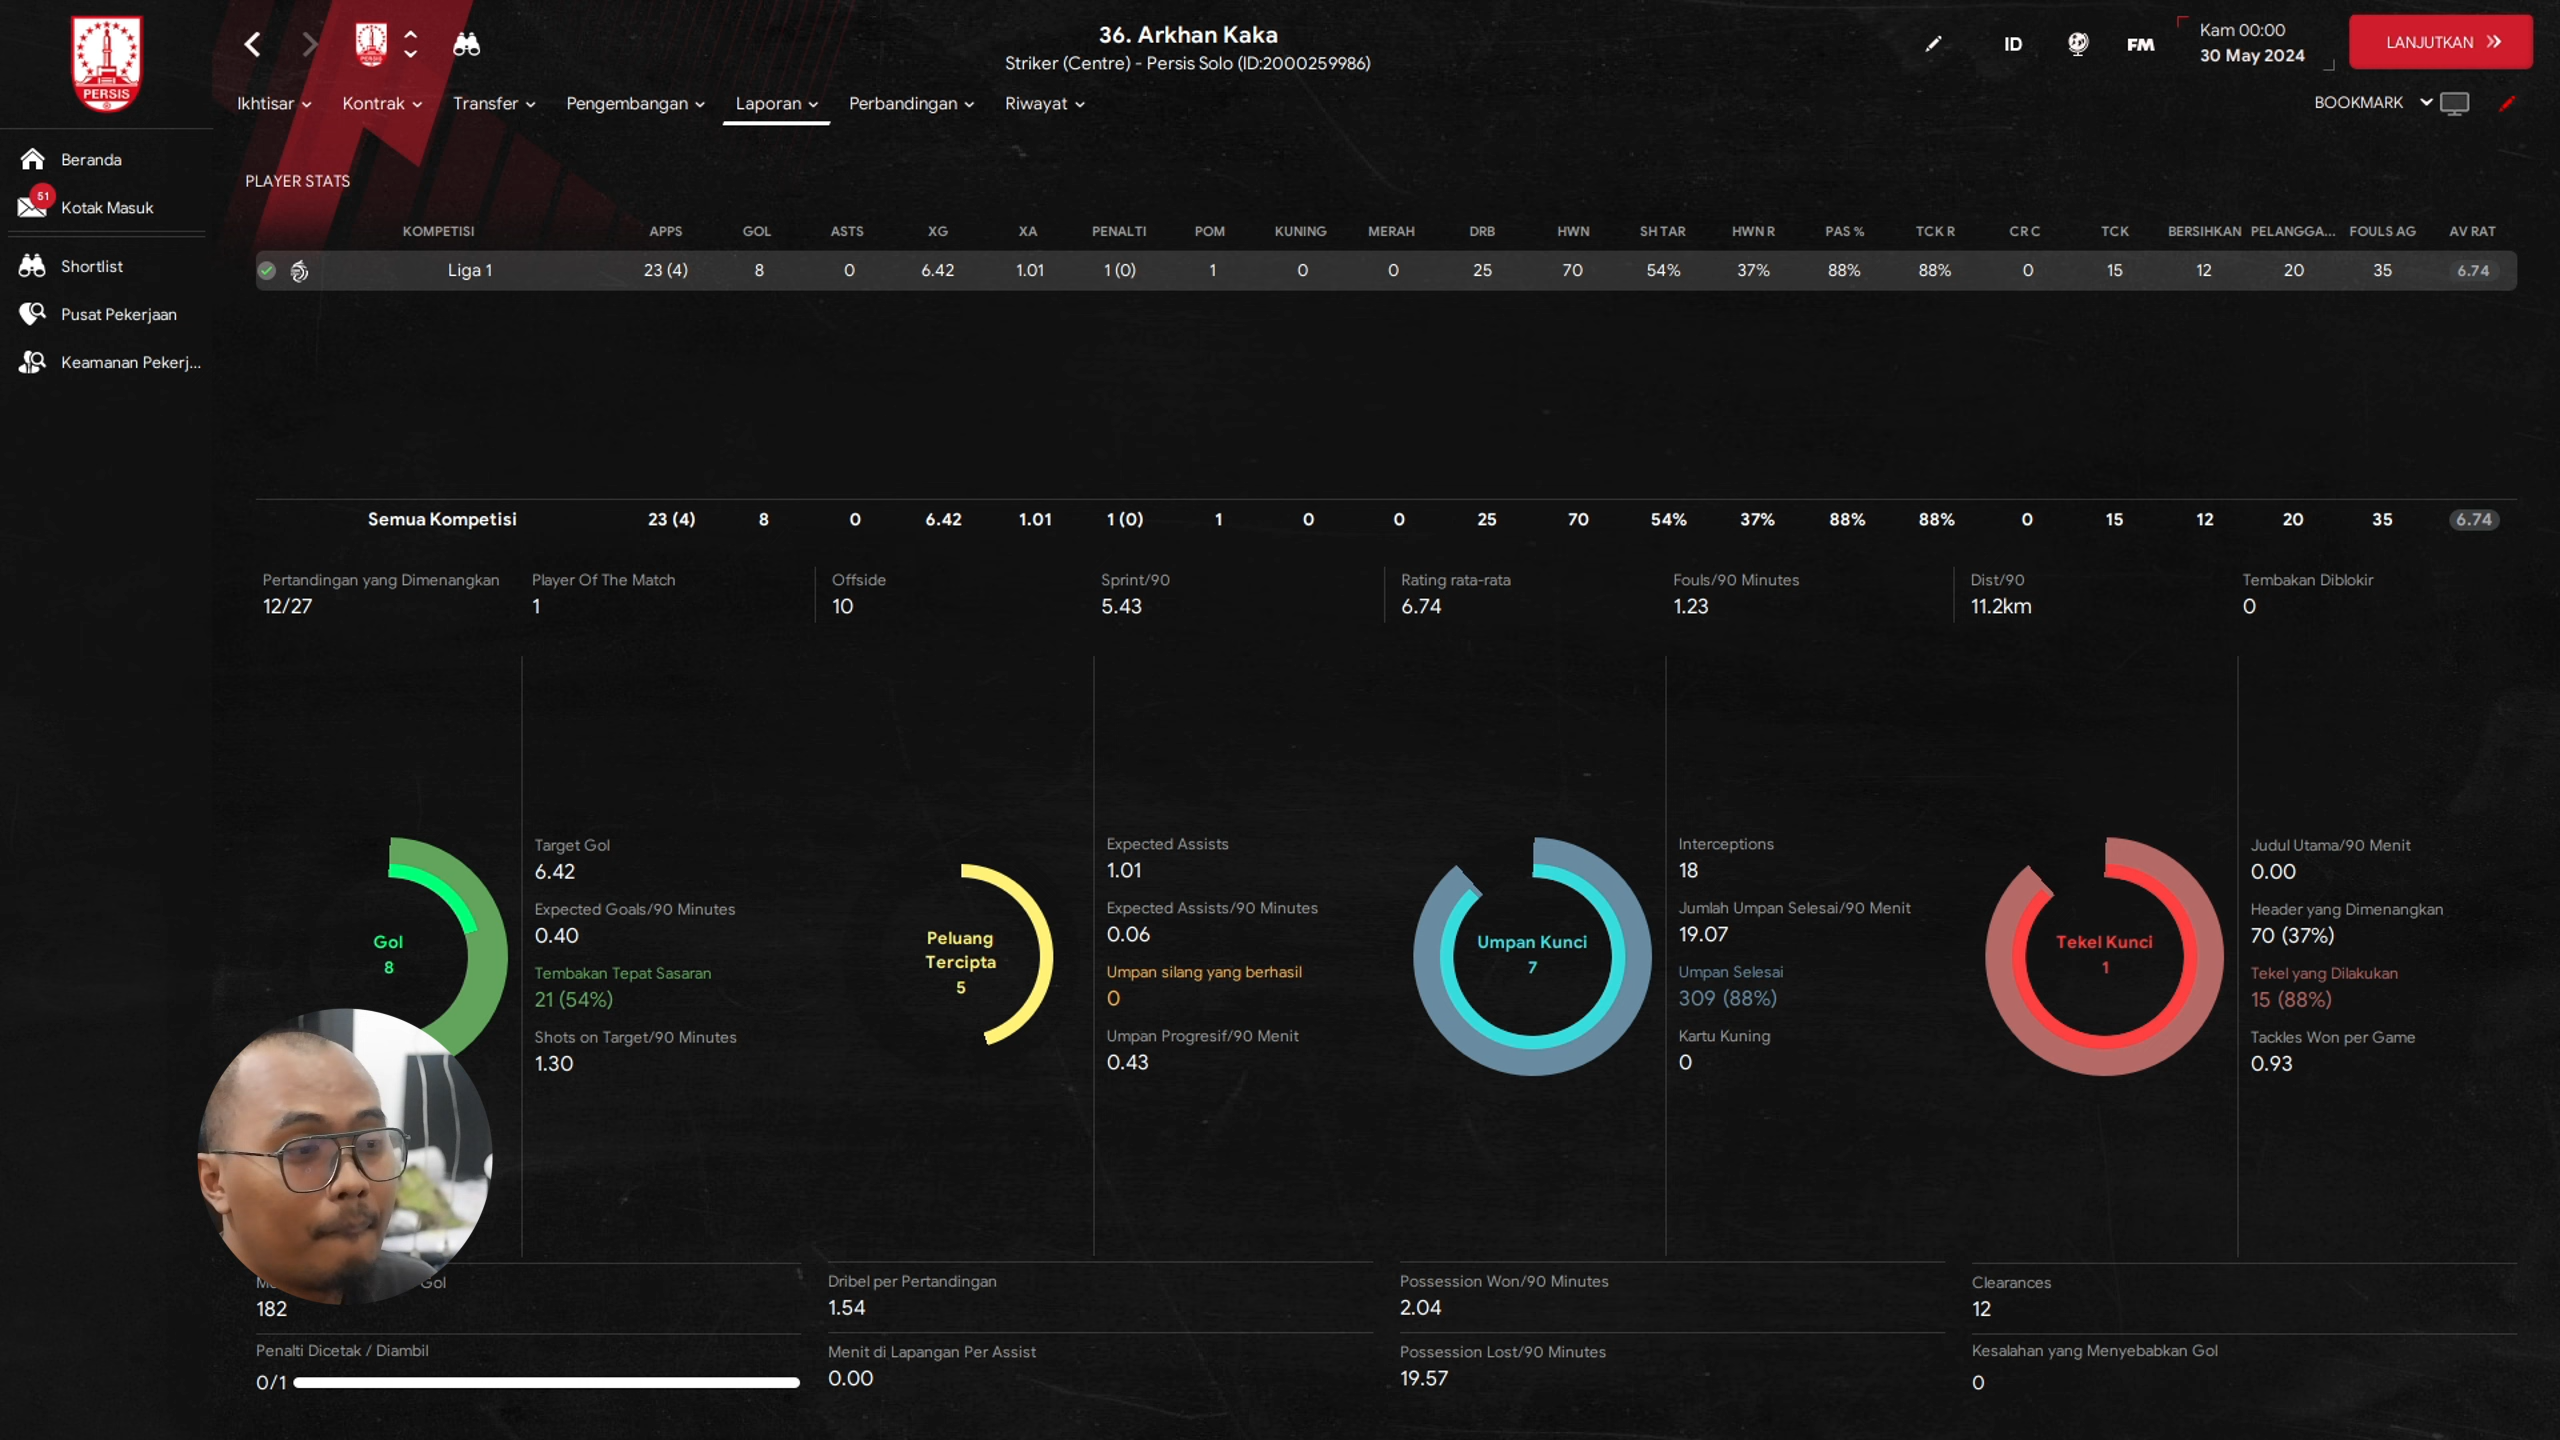 PERSIS
36. Arkhan Kaka
Striker (Centre) - Persis Solo (ID:2000259986)
ID
FM
Kam 00:00
30 May 2024
LANJUTKAN
Ikhtisar
Kontrak
Transfer
Pengembangan
Laporan
Perbandingan
Riwayat
BOOKMARK
Beranda
51
Kotak Masuk
Shortlist
Pusat Pekerjaan
Keamanan Pekerj...
PLAYER STATS
KOMPETISI APPS GOL ASTS XG XA PENALTI POM KUNING MERAH DRB HWN SH TAR HWN R PAS % TCK R CR C TCK BERSIHKAN PELANGGA... FOULS AG AV RAT
Liga 1 23 (4) 8 0 6.42 1.01 1 (0) 1 0 0 25 70 54% 37% 88% 88% 0 15 12 20 35 6.74
Semua Kompetisi 23 (4) 8 0 6.42 1.01 1 (0) 1 0 0 25 70 54% 37% 88% 88% 0 15 12 20 35 6.74
Pertandingan yang Dimenangkan
12/27
Player Of The Match
1
Offside
10
Sprint/90
5.43
Rating rata-rata
6.74
Fouls/90 Minutes
1.23
Dist/90
11.2km
Tembakan Diblokir
0
Gol
8
Target Gol
6.42
Expected Goals/90 Minutes
0.40
Tembakan Tepat Sasaran
21 (54%)
Shots on Target/90 Minutes
1.30
Peluang
Tercipta
5
Expected Assists
1.01
Expected Assists/90 Minutes
0.06
Umpan silang yang berhasil
0
Umpan Progresif/90 Menit
0.43
Umpan Kunci
7
Interceptions
18
Jumlah Umpan Selesai/90 Menit
19.07
Umpan Selesai
309 (88%)
Kartu Kuning
0
Tekel Kunci
1
Judul Utama/90 Menit
0.00
Header yang Dimenangkan
70 (37%)
Tekel yang Dilakukan
15 (88%)
Tackles Won per Game
0.93
Gol
182
Penalti Dicetak / Diambil
0/1
Dribel per Pertandingan
1.54
Menit di Lapangan Per Assist
0.00
Possession Won/90 Minutes
2.04
Possession Lost/90 Minutes
19.57
Clearances
12
Kesalahan yang Menyebabkan Gol
0